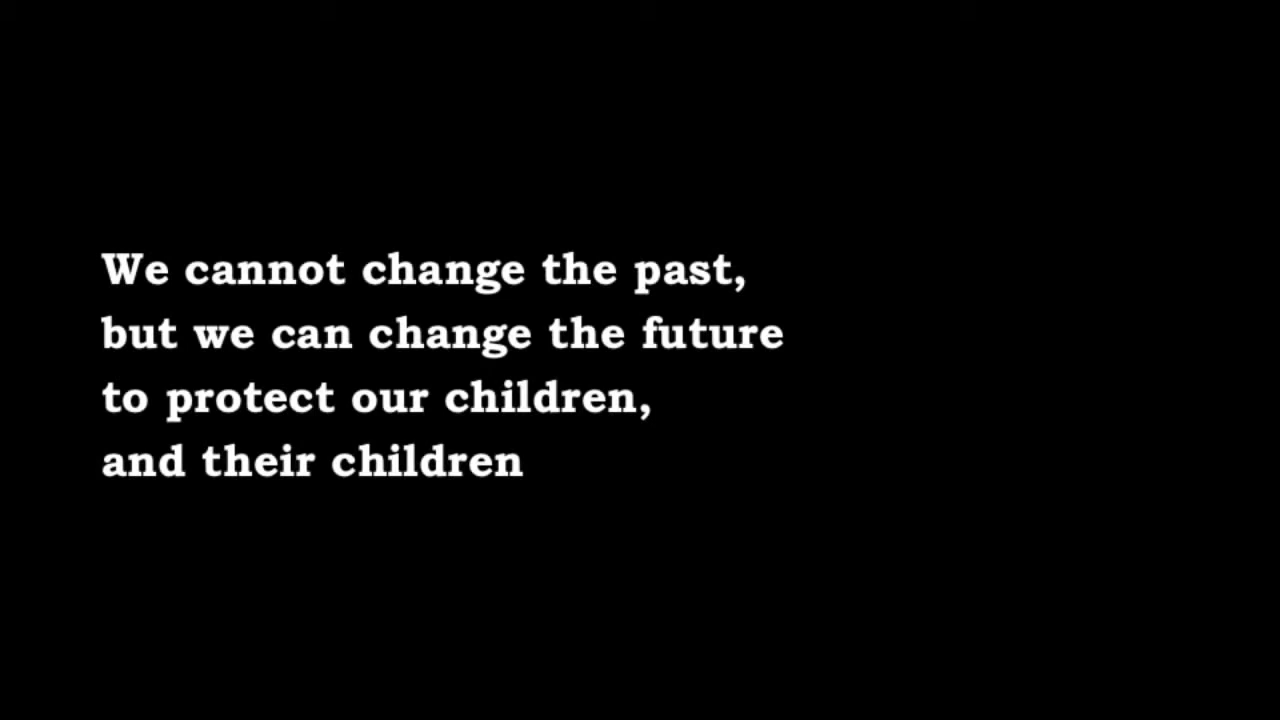 We cannot change the past,
but we can change the future
to protect our children,
and their children